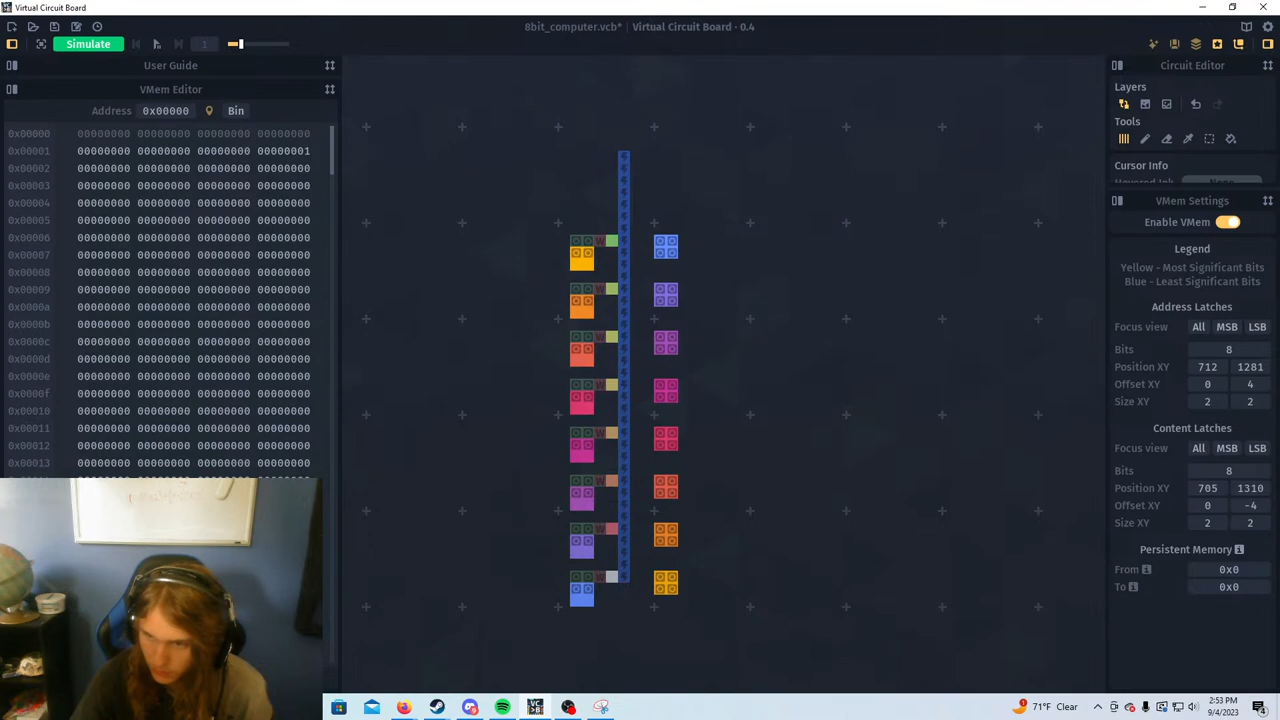 Virtual Circuit Board
8bit_computer.vcb* | Virtual Circuit Board - 0.4
Simulate
1
User Guide
VMem Editor
Address 0x00000 Bin
0x00000 00000000 00000000 00000000 00000000
0x00001 00000000 00000000 00000000 00000001
0x00002 00000000 00000000 00000000 00000000
0x00003 00000000 00000000 00000000 00000000
0x00004 00000000 00000000 00000000 00000000
0x00005 00000000 00000000 00000000 00000000
0x00006 00000000 00000000 00000000 00000000
0x00007 00000000 00000000 00000000 00000000
0x00008 00000000 00000000 00000000 00000000
0x00009 00000000 00000000 00000000 00000000
0x0000a 00000000 00000000 00000000 00000000
0x0000b 00000000 00000000 00000000 00000000
0x0000c 00000000 00000000 00000000 00000000
0x0000d 00000000 00000000 00000000 00000000
0x0000e 00000000 00000000 00000000 00000000
0x0000f 00000000 00000000 00000000 00000000
0x00010 00000000 00000000 00000000 00000000
0x00011 00000000 00000000 00000000 00000000
0x00012 00000000 00000000 00000000 00000000
0x00013 00000000 00000000 00000000 00000000
Circuit Editor
Layers
Tools
Cursor Info
VMem Settings
Enable VMem
Legend
Yellow - Most Significant Bits
Blue - Least Significant Bits
Address Latches
Focus view All MSB LSB
Bits 8
Position XY 712 1281
Offset XY 0 4
Size XY 2 2
Content Latches
Focus view All MSB LSB
Bits 8
Position XY 705 1310
Offset XY 0 -4
Size XY 2 2
Persistent Memory
From 0x0
To 0x0
71°F Clear
2:53 PM
9/4/2023